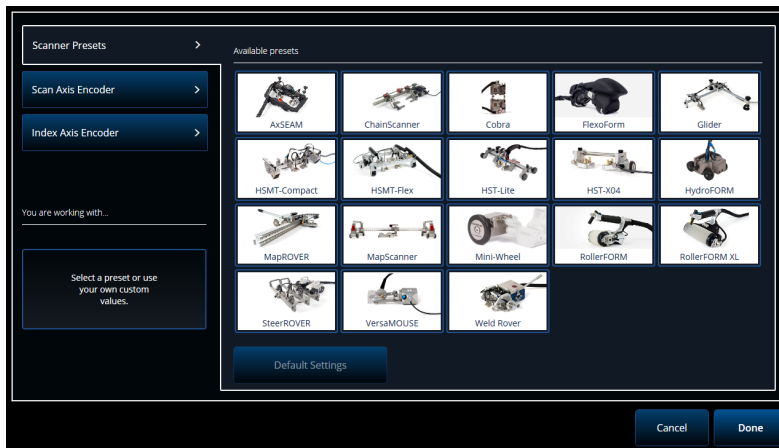 Scanner Presets
Available presets
Scan Axis Encoder
Index Axis Encoder
AxSEAM
ChainScanner
Cobra
FlexoForm
Glider
HSMT-Compact
HSMT-Flex
HST-Lite
HST-X04
HydroFORM
You are working with...
MapROVER
MapScanner
Mini-Wheel
RollerFORM
RollerFORM XL
Select a preset or use
your own custom
values.
SteerROVER
VersaMOUSE
Weld Rover
Default Settings
Cancel
Done